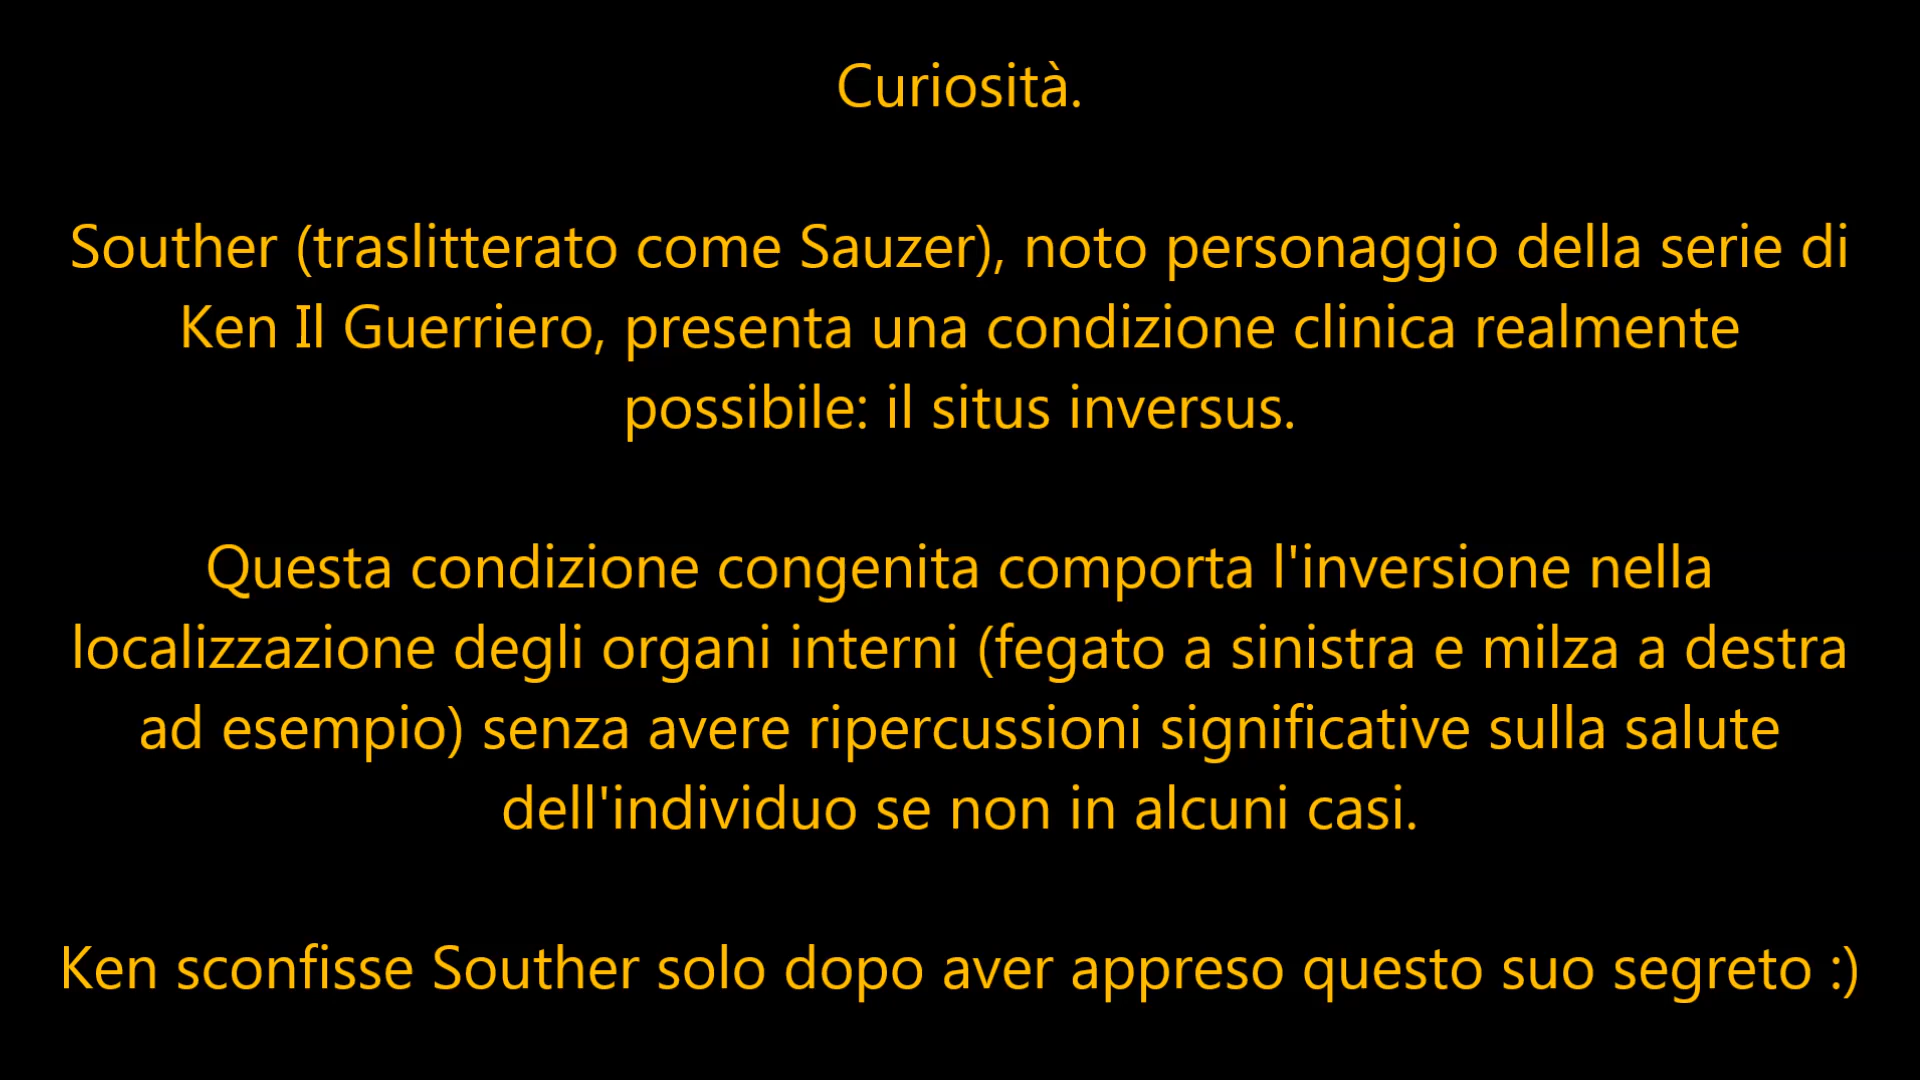 Curiosità.
Souther (traslitterato come Sauzer), noto personaggio della serie di
Ken Il Guerriero, presenta una condizione clinica realmente
possibile: il situs inversus.
Questa condizione congenita comporta l'inversione nella
localizzazione degli organi interni (fegato a sinistra e milza a destra
ad esempio) senza avere ripercussioni significative sulla salute
dell'individuo se non in alcuni casi.
Ken sconfisse Souther solo dopo aver appreso questo suo segreto :)